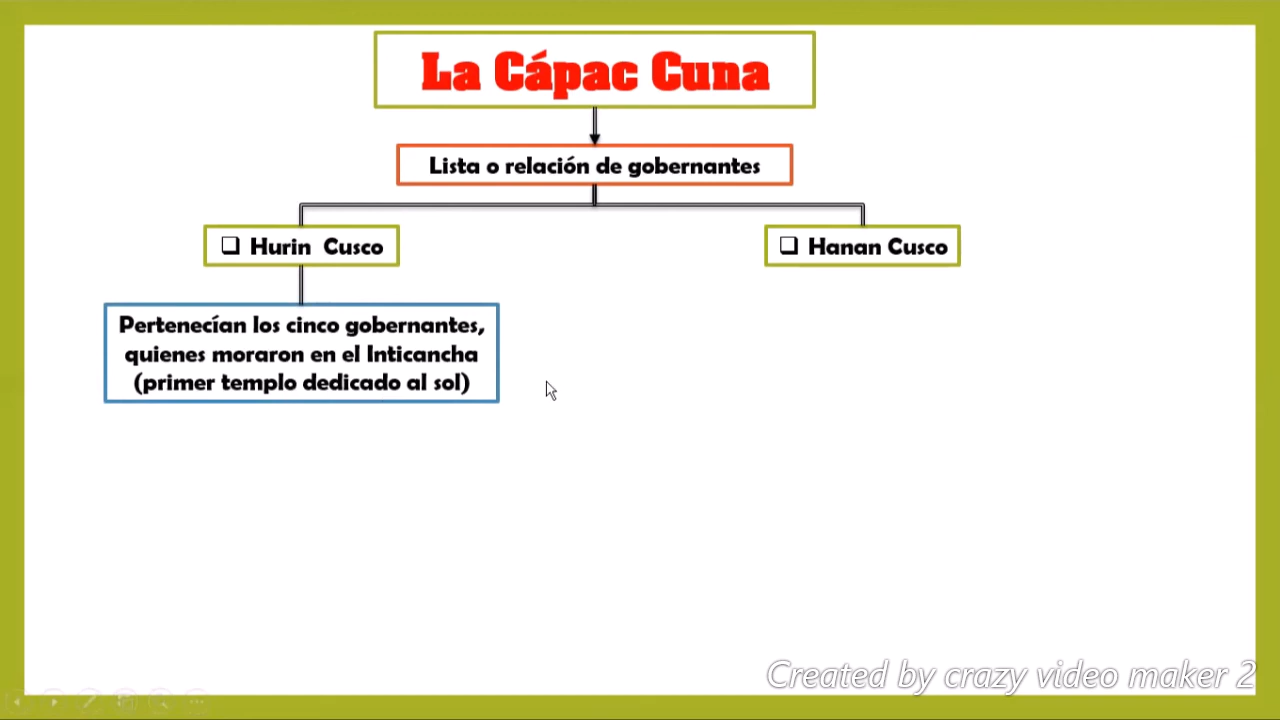 La Cápac Cuna
Lista o relación de gobernantes
Hurin Cusco
Hanan Cusco
Pertenecían los cinco gobernantes,
quienes moraron en el Inticancha
(primer templo dedicado al sol)
Created by crazy video maker 2